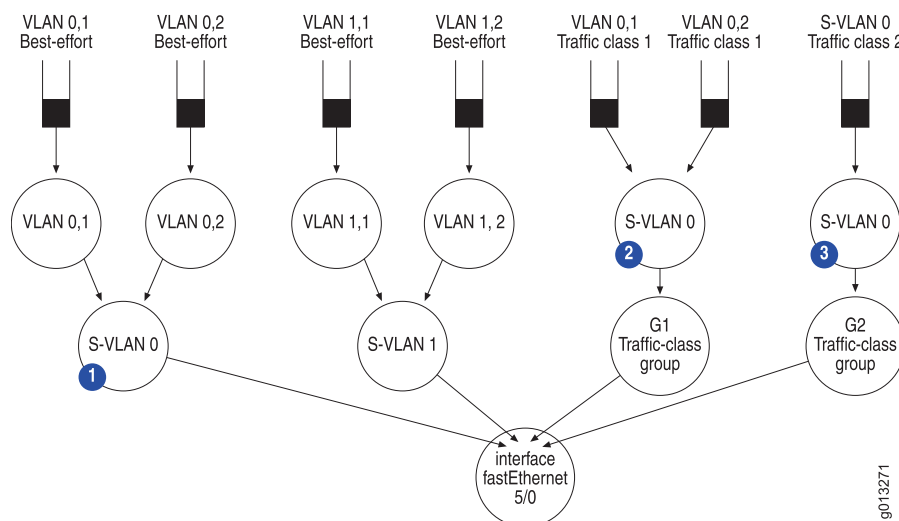 VLAN 0,1 VLAN 0,2 VLAN 1,1 VLAN 1,2 VLAN 0,1 VLAN 0,2 S-VLAN 0
Best-effort Best-effort Best-effort Best-effort Traffic class 1 Traffic class 1 Traffic class 2
VLAN 0,1 VLAN 0,2 VLAN 1,1 VLAN 1, 2 S-VLAN 0 S-VLAN 0
2 3
S-VLAN 0 S-VLAN 1
1
G1
Traffic-class
group
G2
Traffic-class
group
interface
fastEthernet
5/0
g013271